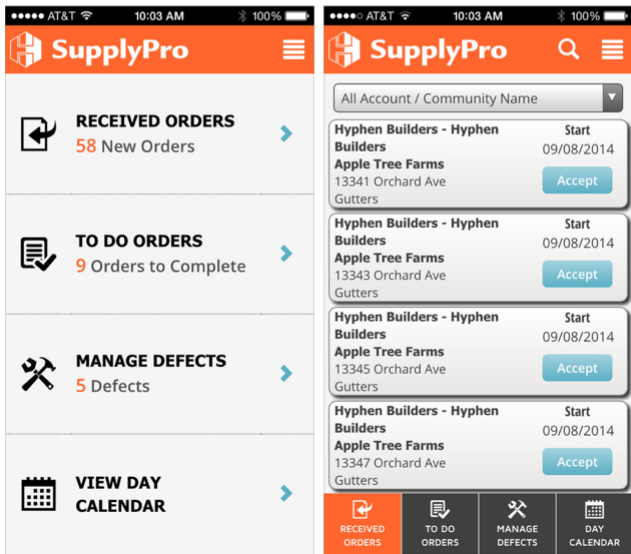 AT&T 10:03 AM 100%
SupplyPro
RECEIVED ORDERS
58 New Orders
TO DO ORDERS
9 Orders to Complete
MANAGE DEFECTS
5 Defects
VIEW DAY
CALENDAR
AT&T 10:03 AM 100%
SupplyPro
All Account / Community Name
Hyphen Builders - Hyphen
Builders
Apple Tree Farms
13341 Orchard Ave
Gutters
Start
09/08/2014
Accept
Hyphen Builders - Hyphen
Builders
Apple Tree Farms
13343 Orchard Ave
Gutters
Start
09/08/2014
Accept
Hyphen Builders - Hyphen
Builders
Apple Tree Farms
13345 Orchard Ave
Gutters
Start
09/08/2014
Accept
Hyphen Builders - Hyphen
Builders
Apple Tree Farms
13347 Orchard Ave
Gutters
Start
09/08/2014
Accept
RECEIVED
ORDERS
TO DO
ORDERS
MANAGE
DEFECTS
DAY
CALENDAR